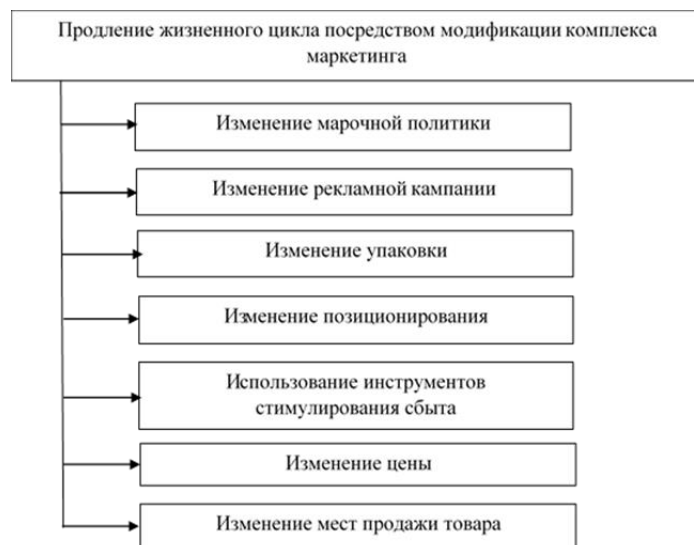 Продление жизненного цикла посредством модификации комплекса
маркетинга
Изменение марочной политики
Изменение рекламной кампании
Изменение упаковки
Изменение позиционирования
Использование инструментов
стимулирования сбыта
Изменение цены
Изменение мест продажи товара